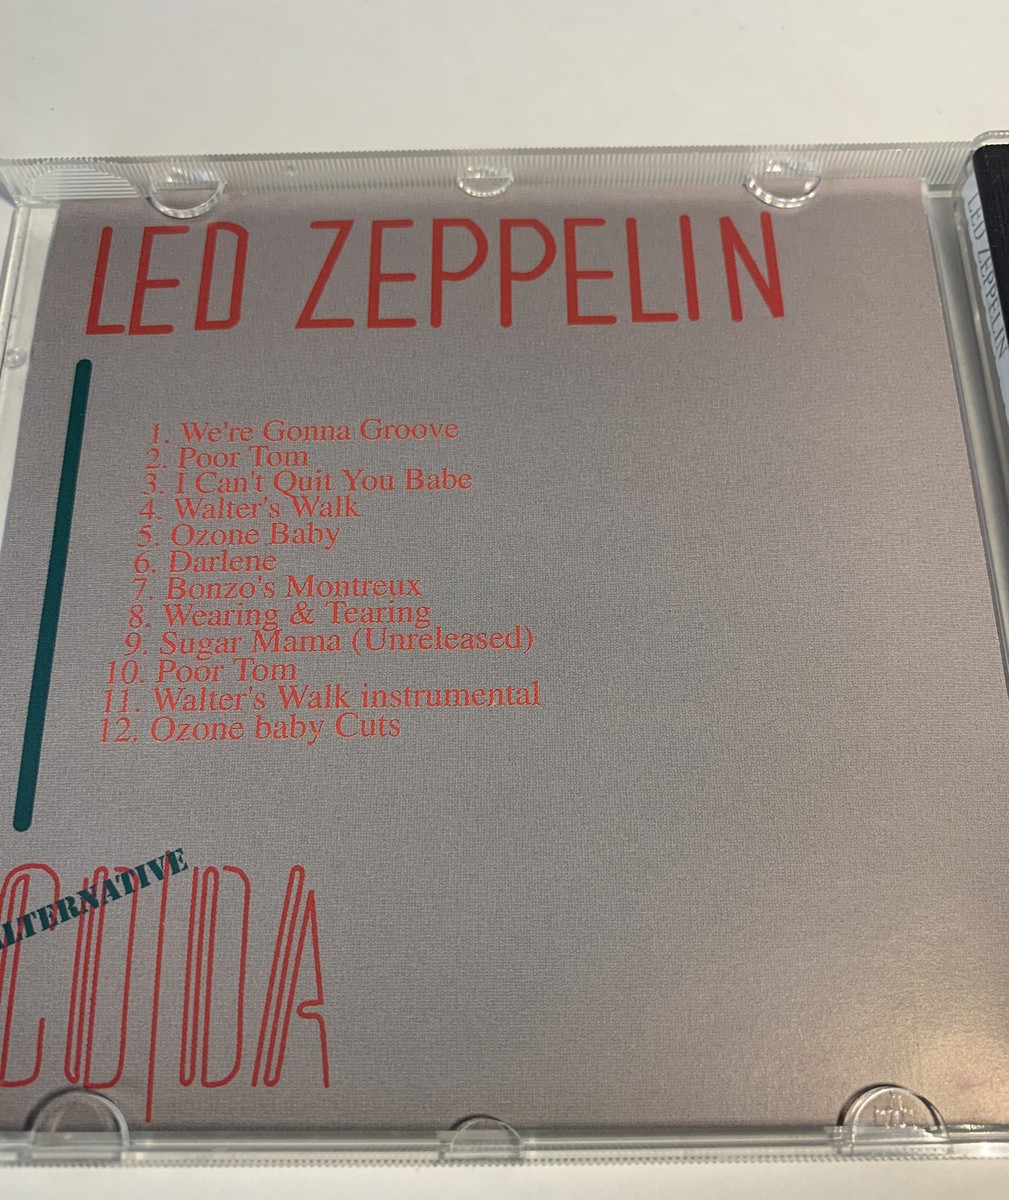 LED ZEPPELIN
LED ZEPPELIN
1. We're Gonna Groove
2. Poor Tom
3. I Can't Quit You Babe
4. Walter's Walk
5. Ozone Baby
6. Darlene
7. Bonzo's Montreux
8. Wearing & Tearing
9. Sugar Mama (Unreleased)
10. Poor Tom
11. Walter's Walk instrumental
12. Ozone baby Cuts
ALTERNATIVE
CODA